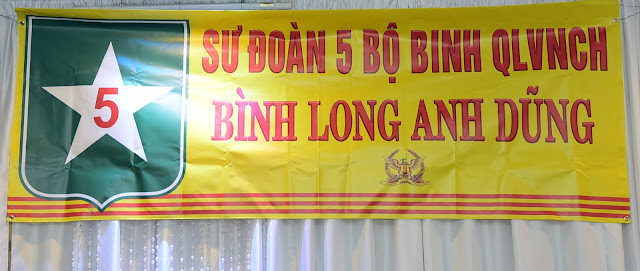 5
SƯ ĐOÀN 5 BỘ BINH QLVNCH
BÌNH LONG ANH DŨNG